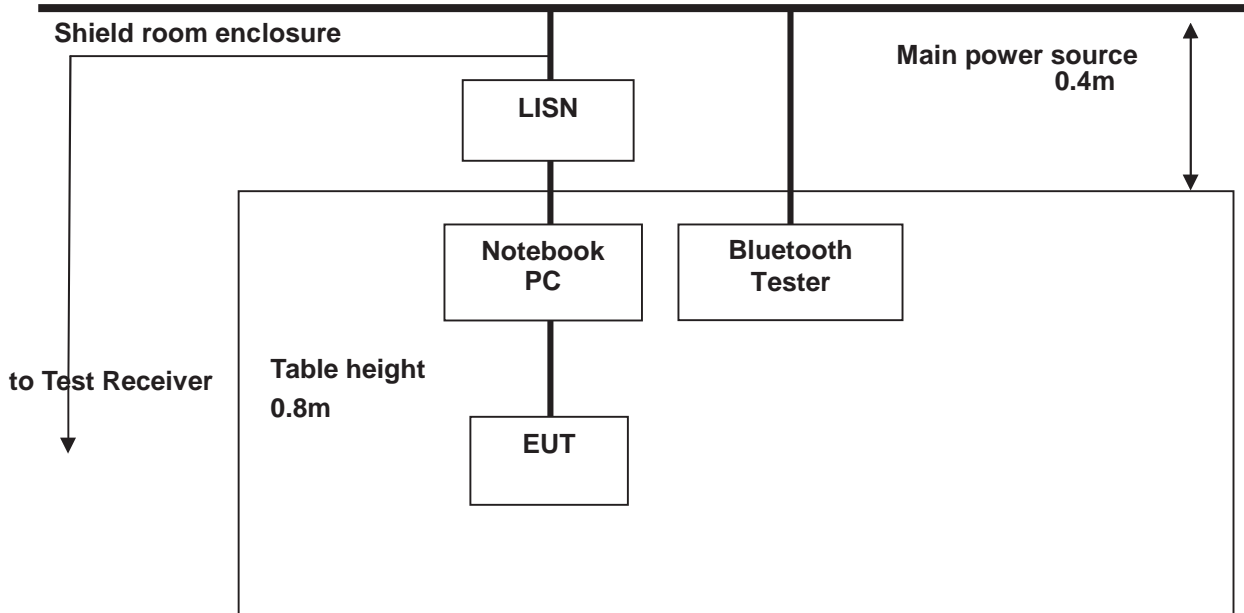 Shield room enclosure
Main power source
0.4m
LISN
Notebook
PC
Bluetooth
Tester
Table height
0.8m
to Test Receiver
EUT